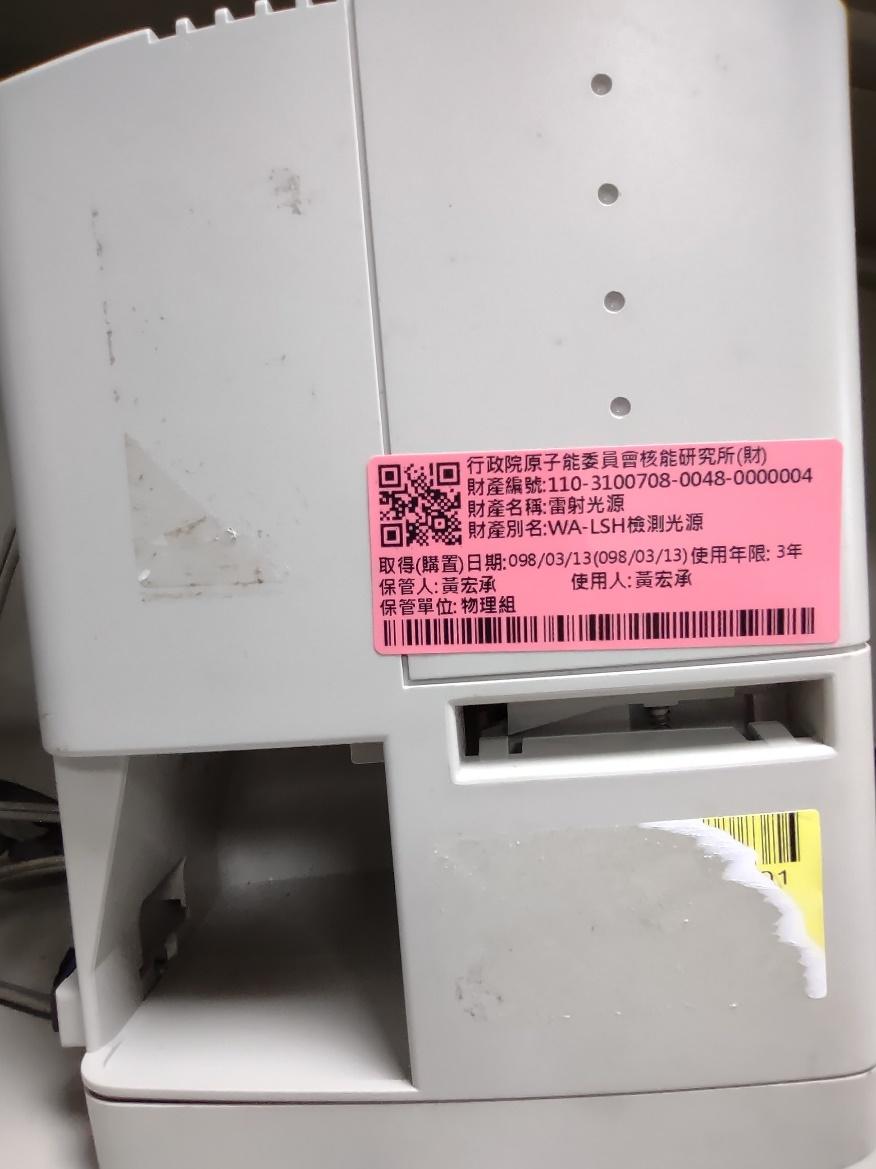 行政院原子能委員會核能研究所(財)
財產編號:110-3100708-0048-0000004
財產名稱:雷射光源
財產別名:WA-LSH檢測光源
取得(購置)日期:098/03/13(098/03/13)使用年限: 3年
保管人:黃宏承 使用人:黃宏承
保管單位:物理組